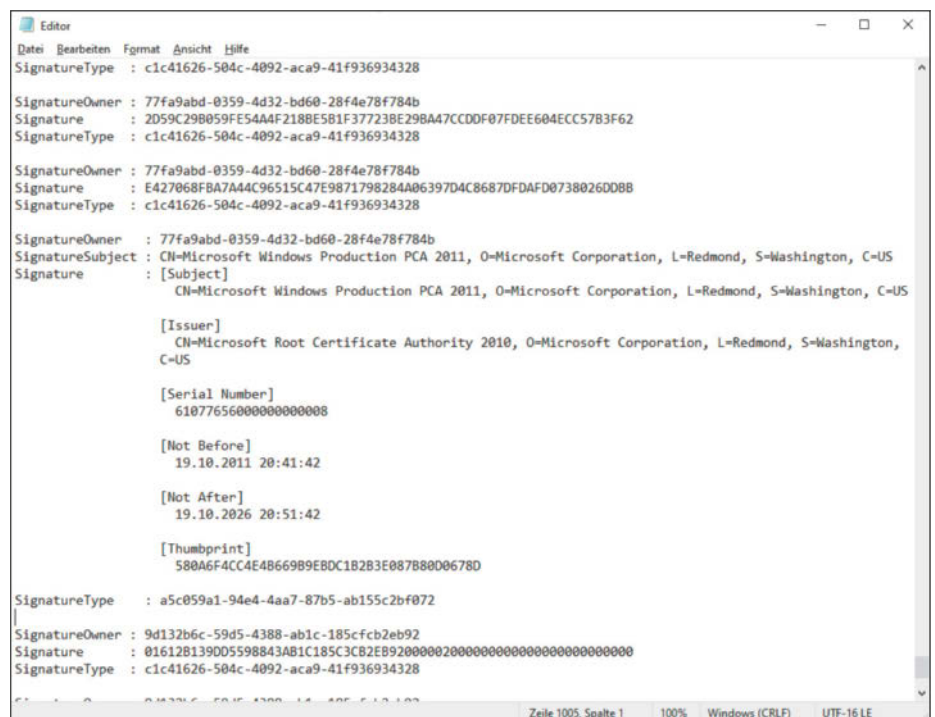 Editor
Datei Bearbeiten Format Ansicht Hilfe
SignatureType : c1c41626-504c-4092-aca9-41f936934328
SignatureOwner : 77fa9abd-0359-4d32-bd60-28f4e78f784b
Signature : 2D59C29B059FE54A4F218BE5B1F37723BE29BA47CCDDF07FDEE604ECC57B3F62
SignatureType : c1c41626-504c-4092-aca9-41f936934328
SignatureOwner : 77fa9abd-0359-4d32-bd60-28f4e78f784b
Signature : E427068FBA7A44C96515C47E9871798284A06397D4C8687DFDAFD0738026DDBB
SignatureType : c1c41626-504c-4092-aca9-41f936934328
SignatureOwner : 77fa9abd-0359-4d32-bd60-28f4e78f784b
SignatureSubject : CN=Microsoft Windows Production PCA 2011, O=Microsoft Corporation, L=Redmond, S=Washington, C=US
Signature : [Subject]
CN=Microsoft Windows Production PCA 2011, O=Microsoft Corporation, L=Redmond, S=Washington, C=US
[Issuer]
CN=Microsoft Root Certificate Authority 2010, O=Microsoft Corporation, L=Redmond, S=Washington,
C=US
[Serial Number]
61077656000000000008
[Not Before]
19.10.2011 20:41:42
[Not After]
19.10.2026 20:51:42
[Thumbprint]
580A6F4CC4E4B669B9EBDC1B2B3E087B80D0678D
SignatureType : a5c059a1-94e4-4aa7-87b5-ab155c2bf072
SignatureOwner : 9d132b6c-59d5-4388-ab1c-185cfcb2eb92
Signature : 01612B139DD5598843AB1C185C3CB2EB92000002000000000000000000000000
SignatureType : c1c41626-504c-4092-aca9-41f936934328
Zeile 1005, Spalte 1 100% Windows (CRLF) UTF-16 LE